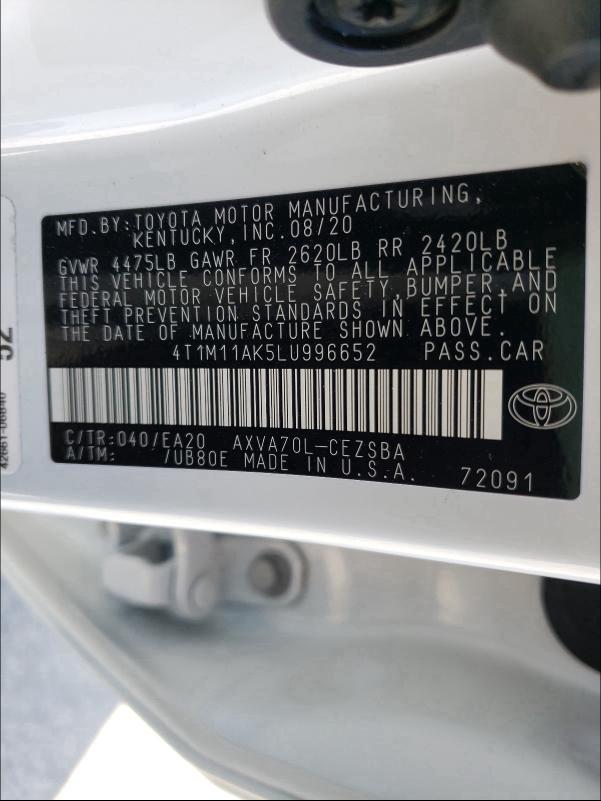 MFD.BY:TOYOTA MOTOR MANUFACTURING,
KENTUCKY,INC.08/20
GVWR 4475LB GAWR FR 2620LB RR 2420LB
THIS VEHICLE CONFORMS TO ALL APPLICABLE
FEDERAL MOTOR VEHICLE SAFETY,BUMPER,AND
THEFT PREVENTION STANDARDS IN EFFECT ON
THE DATE OF MANUFACTURE SHOWN ABOVE.
4T1M11AK5LU996652 PASS.CAR
C/TR:040/EA20 AXVA70L-CEZSBA
A/TM: /UB80E MADE IN U.S.A. 72091
52